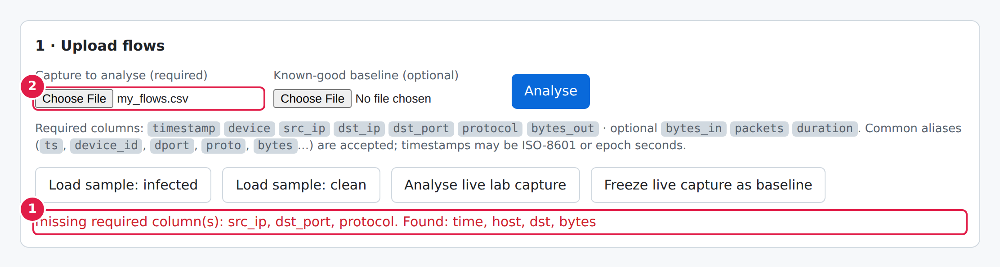 1 · Upload flows
Capture to analyse (required)
Known-good baseline (optional)
2
Choose File my_flows.csv
Choose File No file chosen
Analyse
Required columns: timestamp device src_ip dst_ip dst_port protocol bytes_out · optional bytes_in packets duration. Common aliases
(ts, device_id, dport, proto, bytes…) are accepted; timestamps may be ISO-8601 or epoch seconds.
Load sample: infected
Load sample: clean
Analyse live lab capture
Freeze live capture as baseline
1
missing required column(s): src_ip, dst_port, protocol. Found: time, host, dst, bytes